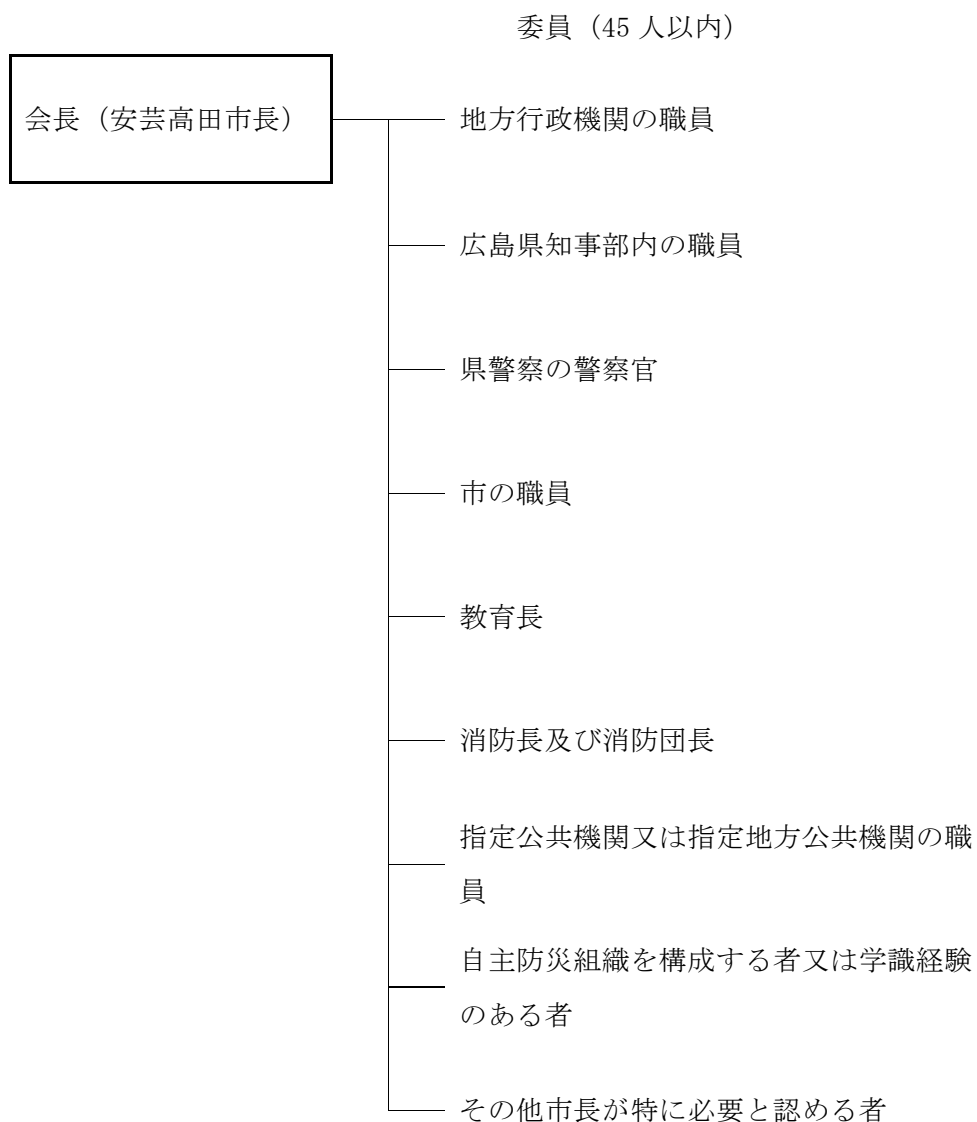 委員（45 人以内）
会長（安芸高田市長）
地方行政機関の職員
広島県知事部内の職員
県警察の警察官
市の職員
教育長
消防長及び消防団長
指定公共機関又は指定地方公共機関の職
員
自主防災組織を構成する者又は学識経験
のある者
その他市長が特に必要と認める者